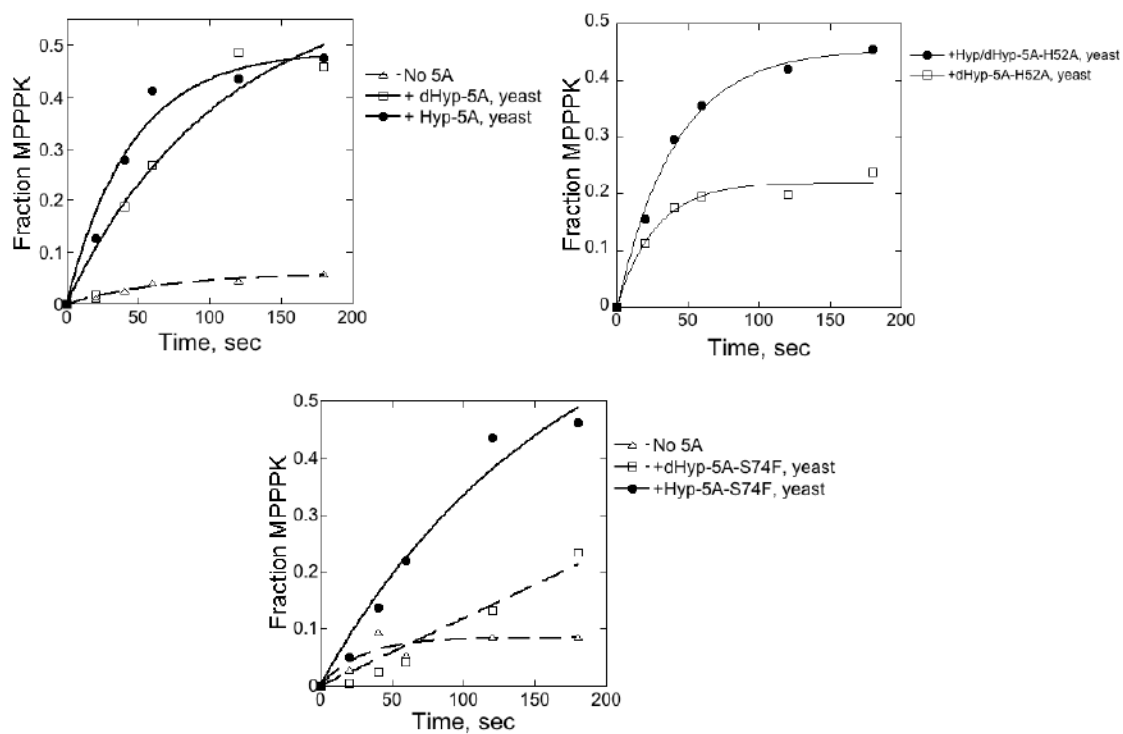 0.5
0.4
0.3
0.2
0.1
0
Fraction MPPPK
0 50 100 150 200
Time, sec
No 5A
+ dHyp-5A, yeast
+ Hyp-5A, yeast
0.5
0.4
0.3
0.2
0.1
0
Fraction MPPPK
0 50 100 150 200
Time, sec
+Hyp/dHyp-5A-H52A, yeast
+dHyp-5A-H52A, yeast
0.5
0.4
0.3
0.2
0.1
0
Fraction MPPPK
0 50 100 150 200
Time, sec
No 5A
+dHyp-5A-S74F, yeast
+Hyp-5A-S74F, yeast